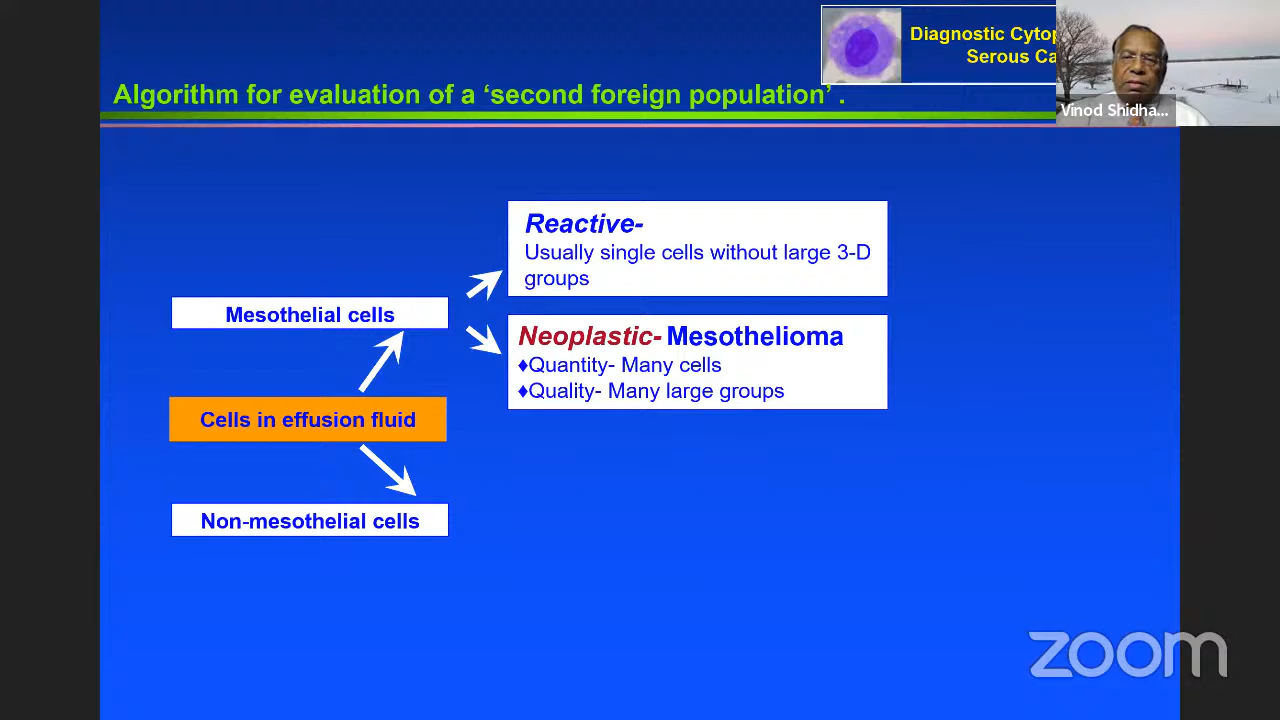 Diagnostic
Serous
Vinod Shidha...
Algorithm for evaluation of a ‘second foreign population’ .
Reactive-
Usually single cells without large 3-D
groups
Mesothelial cells
Neoplastic- Mesothelioma
♦Quantity- Many cells
♦Quality- Many large groups
Cells in effusion fluid
Non-mesothelial cells
zoom